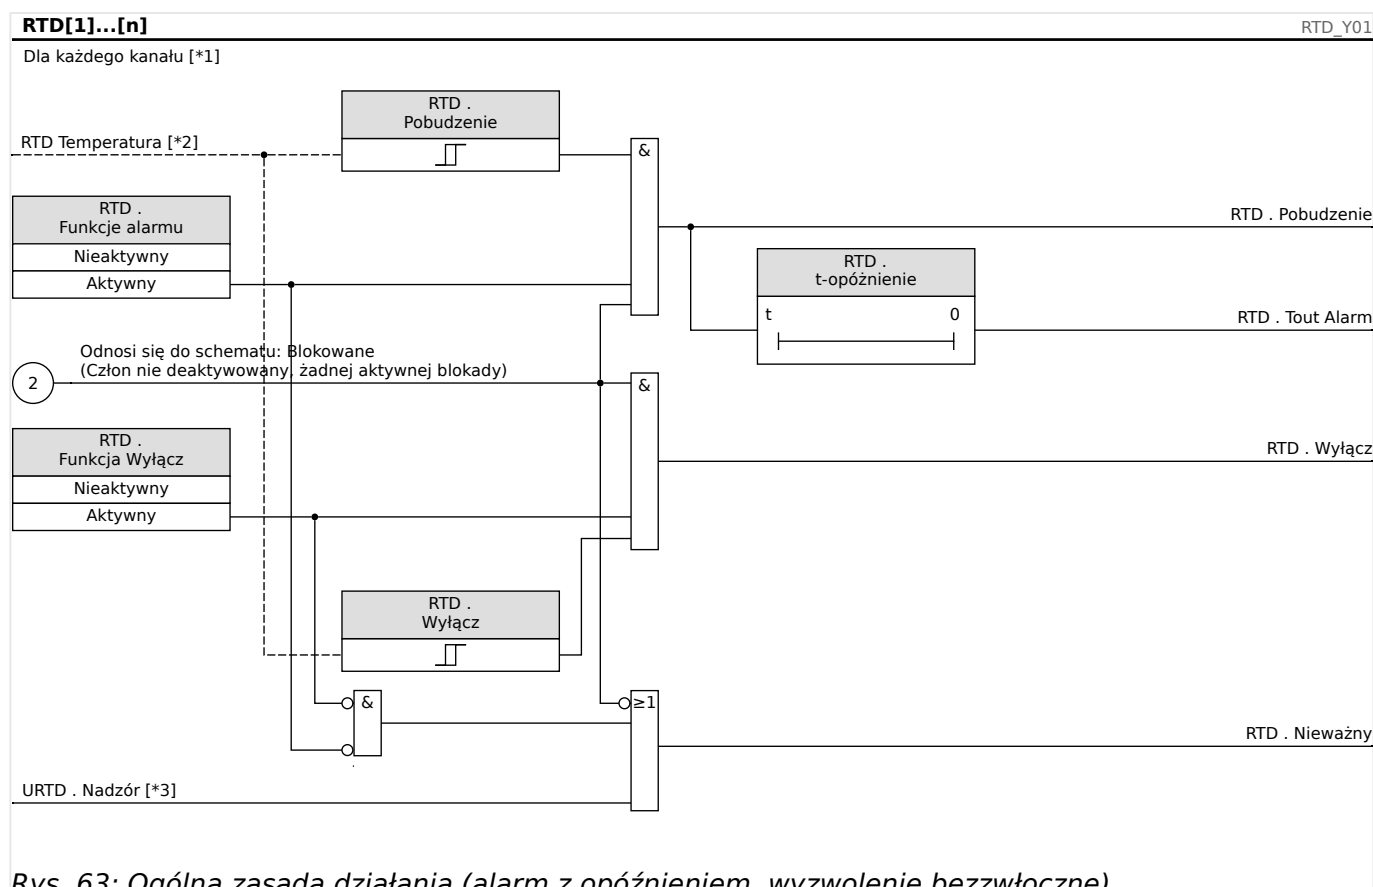 RTD[1]...[n]
RTD_Y01
Dla każdego kanału [*1]
RTD .
Pobudzenie
RTD Temperatura [*2]
&
RTD .
Funkcje alarmu
Nieaktywny
Aktywny
RTD . Pobudzenie
RTD .
t-opóżnienie
t 0
RTD . Tout Alarm
Odnosi się do schematu: Blokowane
(Człon nie deaktywowany, żadnej aktywnej blokady)
2
&
RTD .
Funkcja Wyłącz
Nieaktywny
Aktywny
RTD . Wyłącz
RTD .
Wyłącz
&
≥1
RTD . Nieważny
URTD . Nadzór [*3]
Rys. 63: Ogólna zasada działania (alarm z opóźnieniem, wyzwolenie bezzwłoczne)